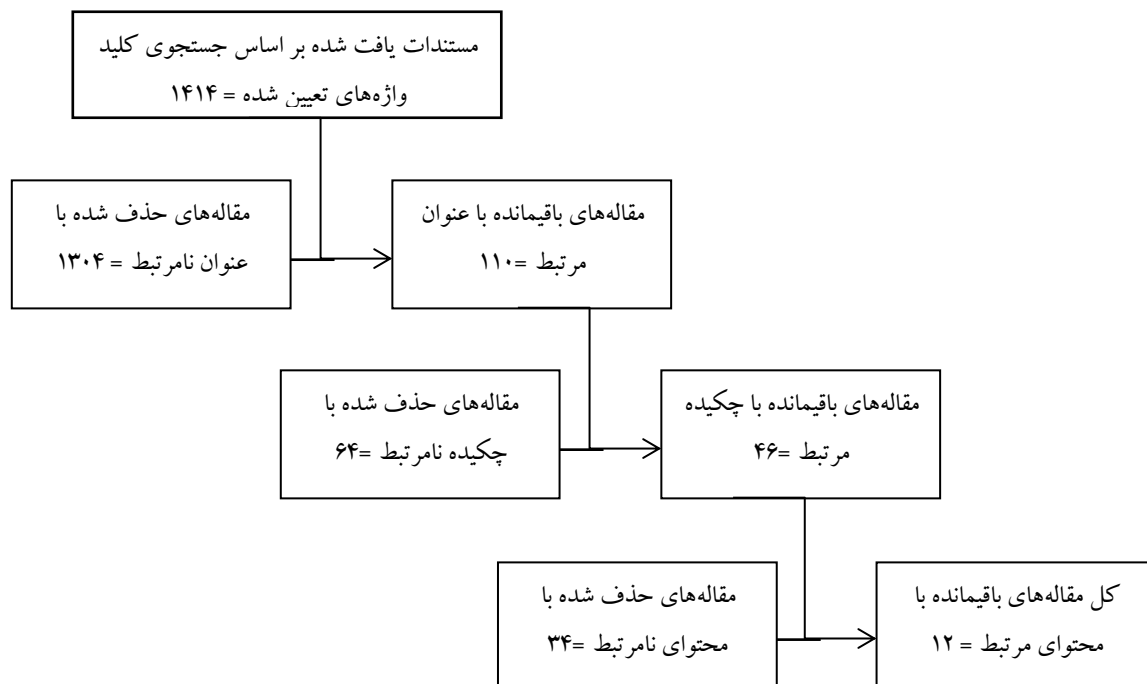 مستندات یافت شده بر اساس جستجوی کلید
واژه‌های تعیین شده = ۱۴۱۴
مقاله‌های باقیمانده با عنوان
مرتبط =۱۱۰
مقاله‌های حذف شده با
عنوان نامرتبط = ۱۳۰۴
مقاله‌های باقیمانده با چکیده
مرتبط =۴۶
مقاله‌های حذف شده با
چکیده نامرتبط =۶۴
کل مقاله‌های باقیمانده با
محتوای مرتبط = ۱۲
مقاله‌های حذف شده با
محتوای نامرتبط =۳۴